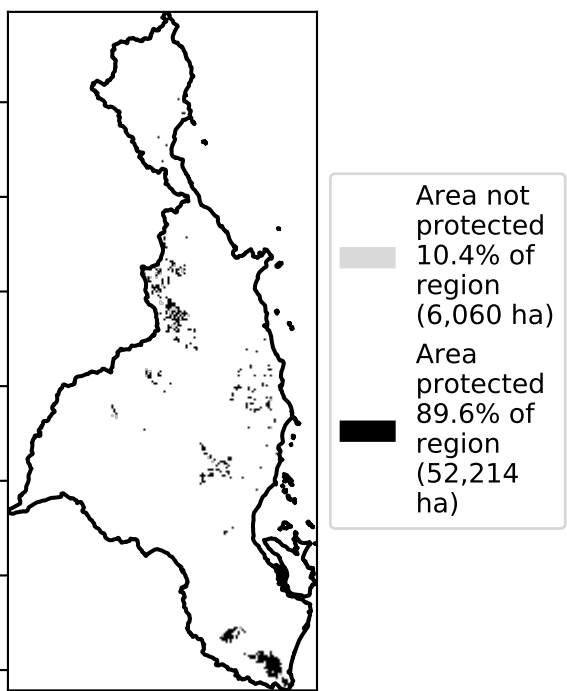 Area not
protected
10.4% of
region
(6,060 ha)
Area
protected
89.6% of
region
(52,214
ha)